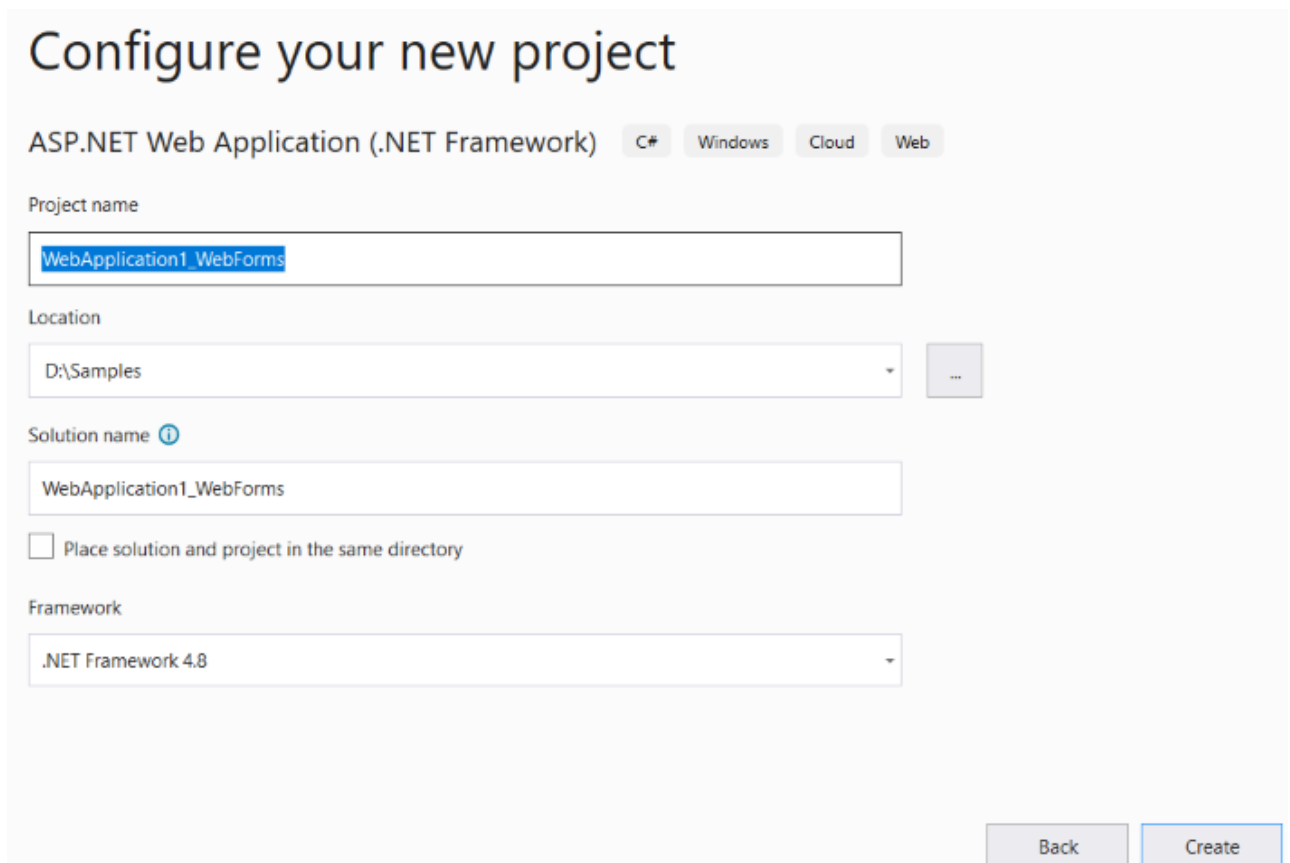 Configure your new project
ASP.NET Web Application (.NET Framework) C# Windows Cloud Web
Project name
WebApplication1_WebForms
Location
D:\Samples
...
Solution name
WebApplication1_WebForms
Place solution and project in the same directory
Framework
.NET Framework 4.8
Back Create